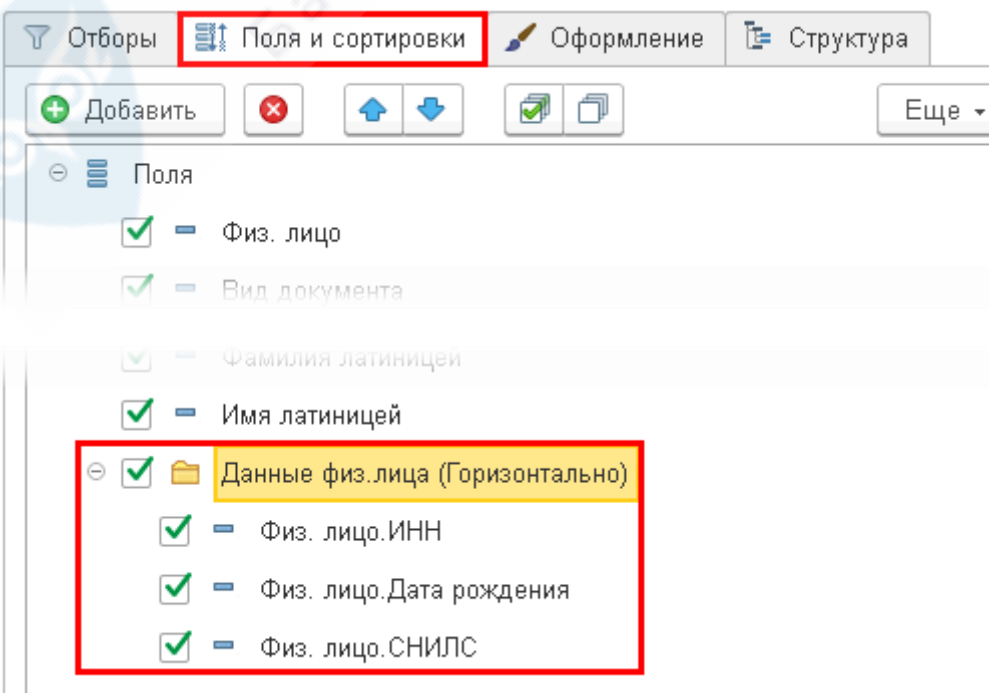 Отборы Поля и сортировки Оформление Структура
Добавить Еще
Поля
Физ. лицо
Вид документа
Фамилия латиницей
Имя латиницей
Данные физ.лица (Горизонтально)
Физ. лицо.ИНН
Физ. лицо.Дата рождения
Физ. лицо.СНИЛС